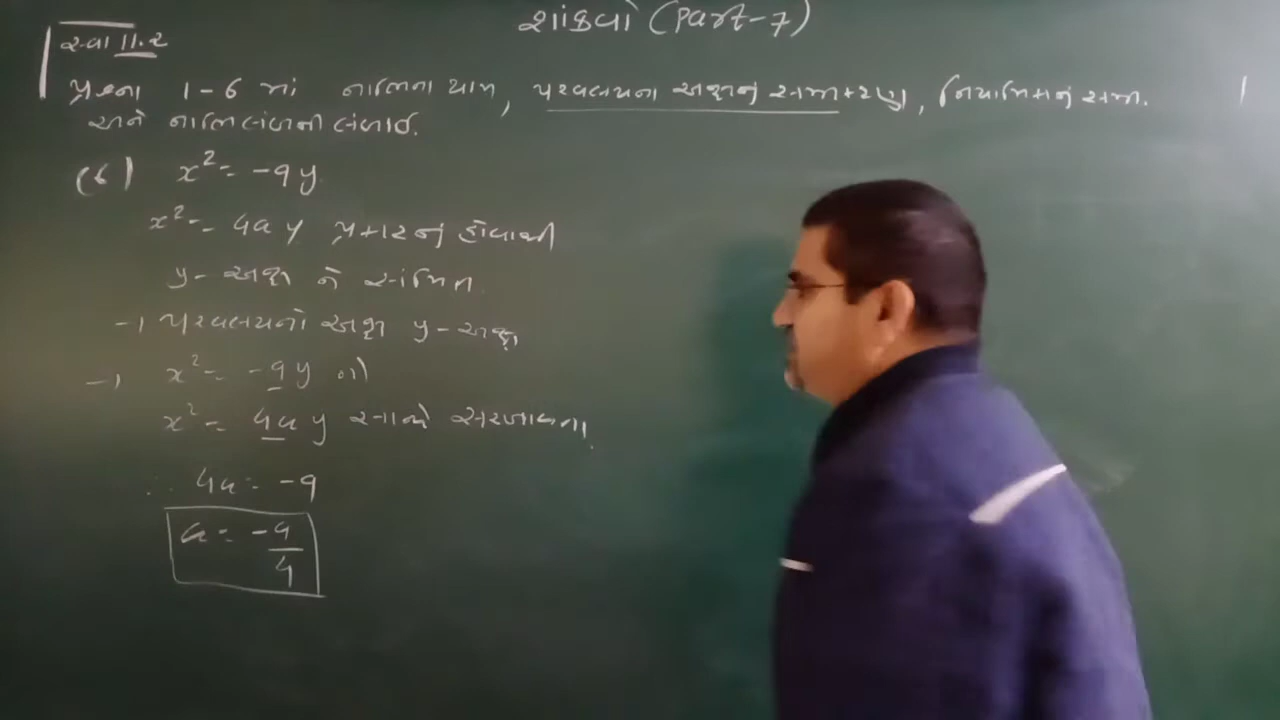 શાંકવો (Part-7)
સ્વા 11.2
પ્રશ્ન 1-6 માં નાભિના યામ, પરવલયના અક્ષનું સમીકરણ, નિયામિકાનું સમી.
અને નાભિલંબની લંબાઈ.
(6) x² = -9y
x² = 4ay પ્રકારનું હોવાથી
y-અક્ષ ને સંમિત
→ પરવલયનો અક્ષ y-અક્ષ
→ x² = -9y ને
x² = 4ay સાથે સરખાવતા,
∴ 4a = -9
a = -9/4